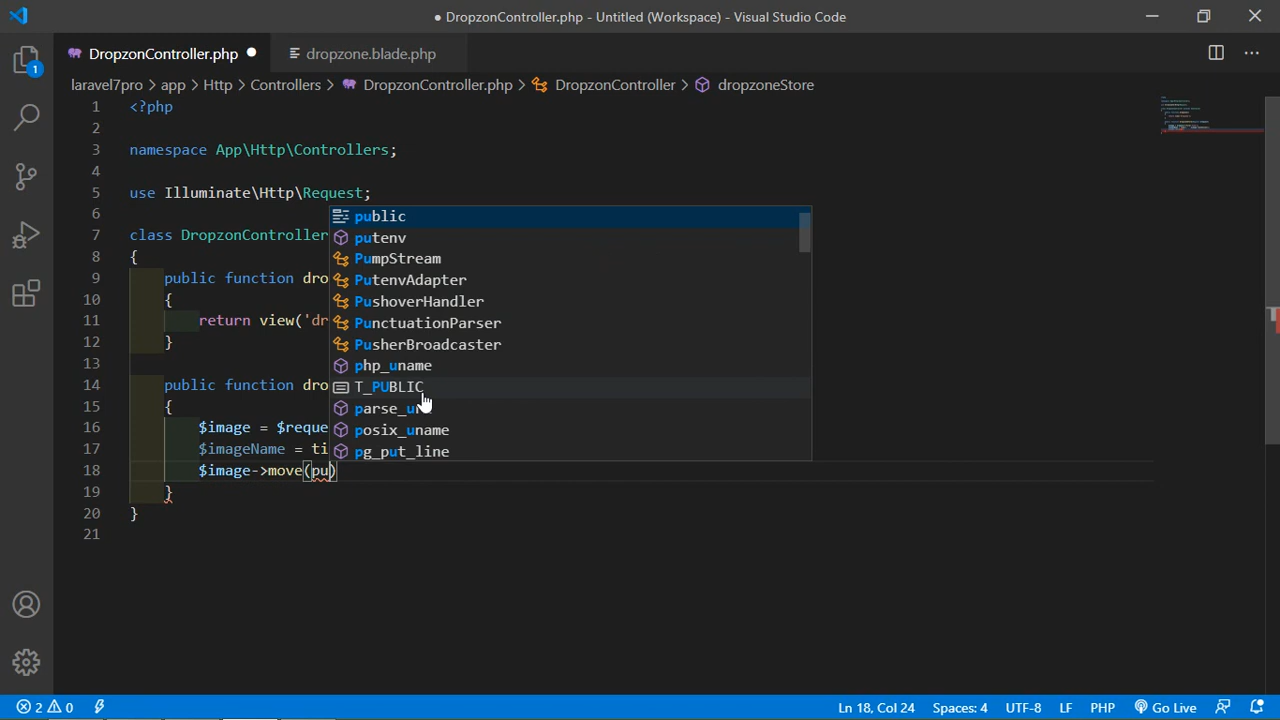 ● DropzonController.php - Untitled (Workspace) - Visual Studio Code
DropzonController.php ●
dropzone.blade.php
laravel7pro > app > Http > Controllers > DropzonController.php > DropzonController > dropzoneStore
1 <?php
2
3 namespace App\Http\Controllers;
4
5 use Illuminate\Http\Request;
6
7 class DropzonController
8 {
9 public function dro
10 {
11 return view('dr
12 }
13
14 public function dro
15 {
16 $image = $reque
17 $imageName = ti
18 $image->move(pu)
19 }
20 }
21
public
putenv
PumpStream
PutenvAdapter
PushoverHandler
PunctuationParser
PusherBroadcaster
php_uname
T_PUBLIC
parse_u
posix_uname
pg_put_line
1
2 0
Ln 18, Col 24
Spaces: 4
UTF-8
LF
PHP
Go Live